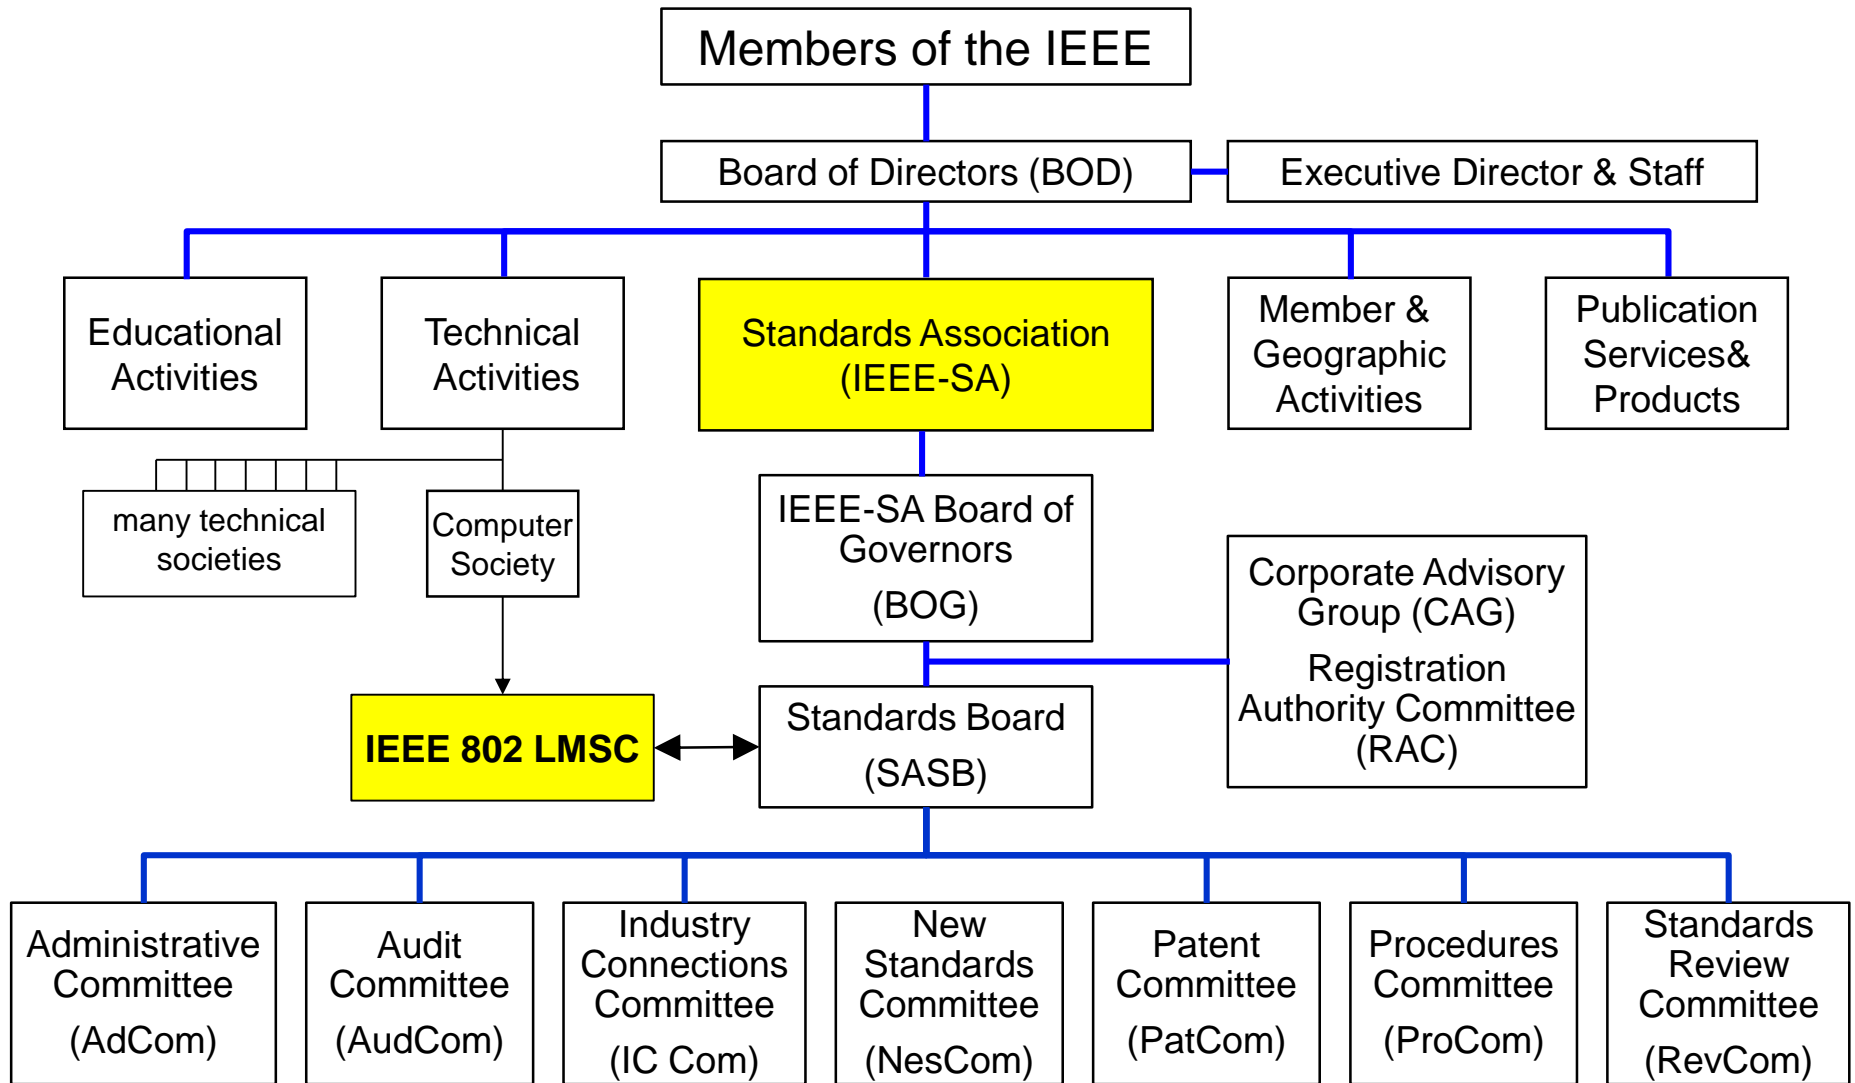 Members of the IEEE
Board of Directors (BOD)
Executive Director & Staff
Educational
Activities
Technical
Activities
Standards Association
(IEEE-SA)
Member &
Geographic
Activities
Publication
Services&
Products
many technical
societies
Computer
Society
IEEE-SA Board of
Governors
(BOG)
Corporate Advisory
Group (CAG)
Registration
Authority Committee
(RAC)
IEEE 802 LMSC
Standards Board
(SASB)
Administrative
Committee
(AdCom)
Audit
Committee
(AudCom)
Industry
Connections
Committee
(IC Com)
New
Standards
Committee
(NesCom)
Patent
Committee
(PatCom)
Procedures
Committee
(ProCom)
Standards
Review
Committee
(RevCom)